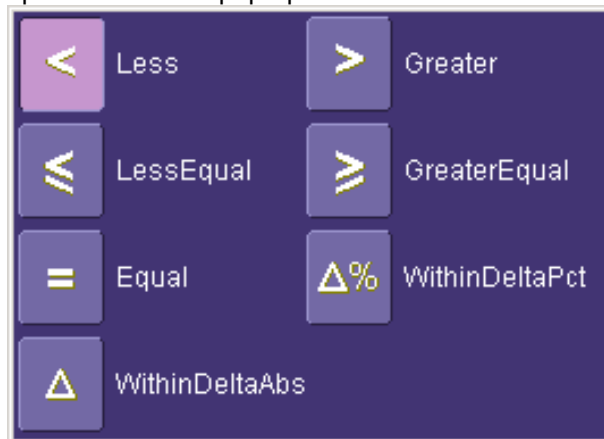 < Less > Greater
≤ LessEqual ≥ GreaterEqual
= Equal Δ% WithinDeltaPct
Δ WithinDeltaAbs